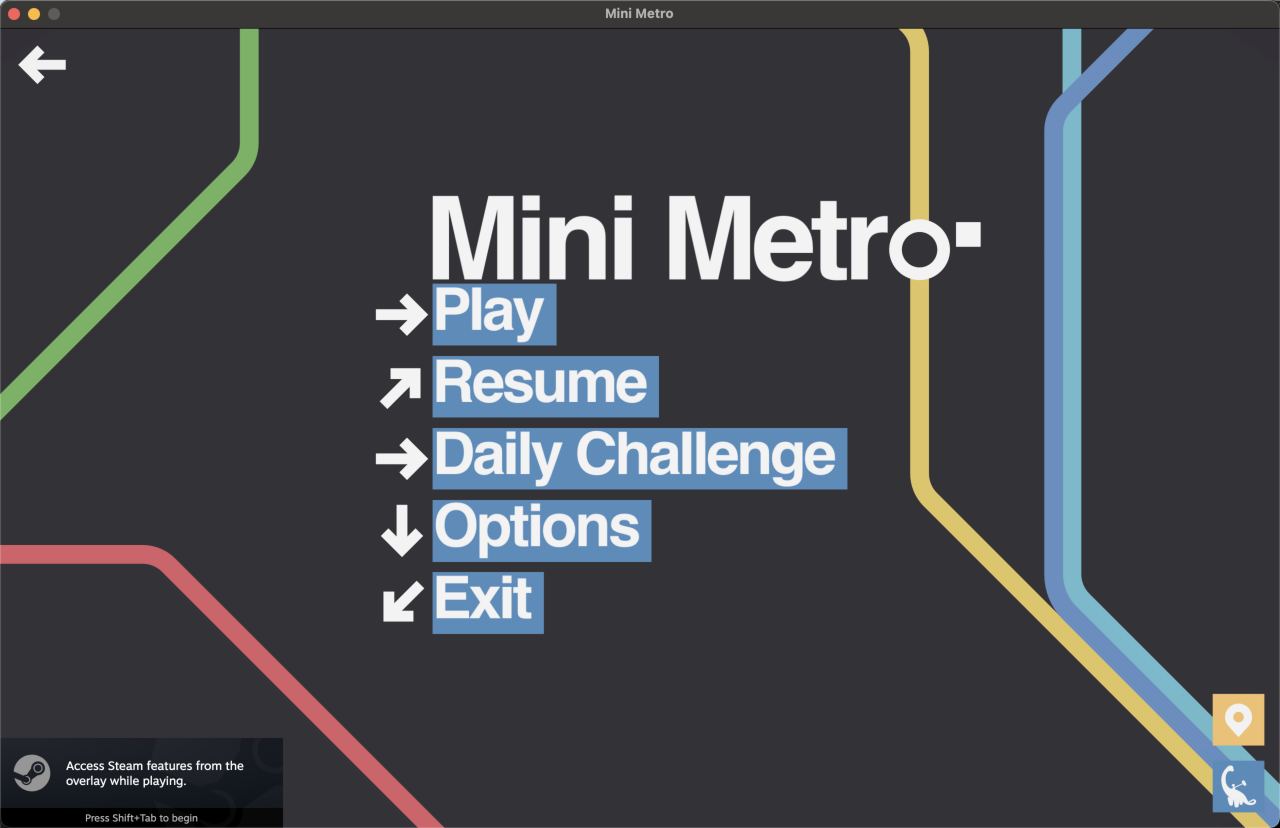 Mini Metro
Mini Metro
Play
Resume
Daily Challenge
Options
Exit
Access Steam features from the
overlay while playing.
Press Shift+Tab to begin